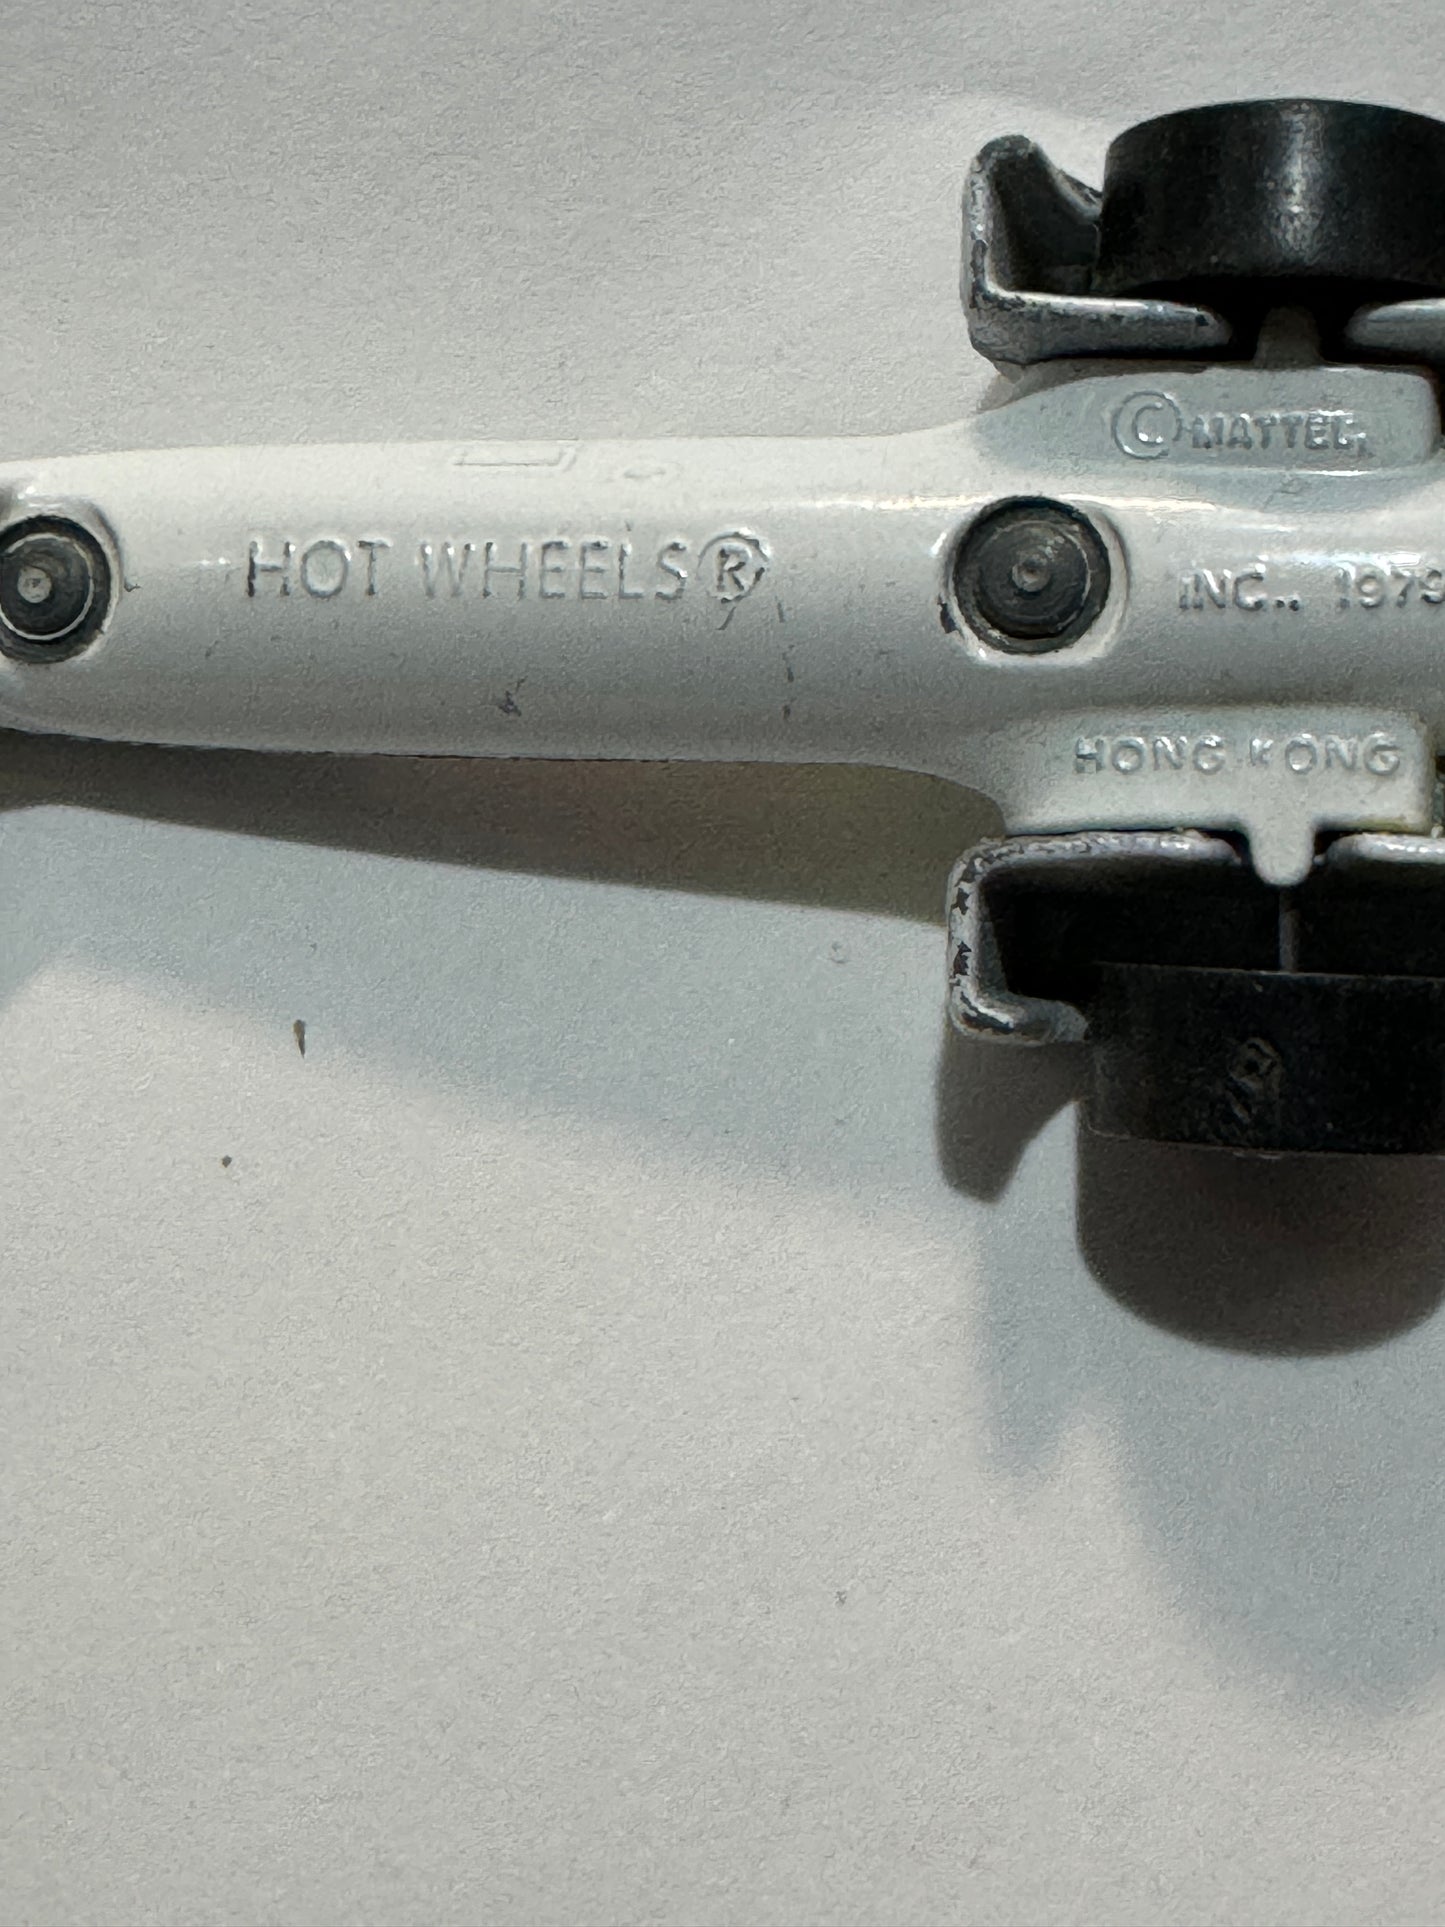 © MATTEL,
HOT WHEELS®
INC., 1979
HONG KONG